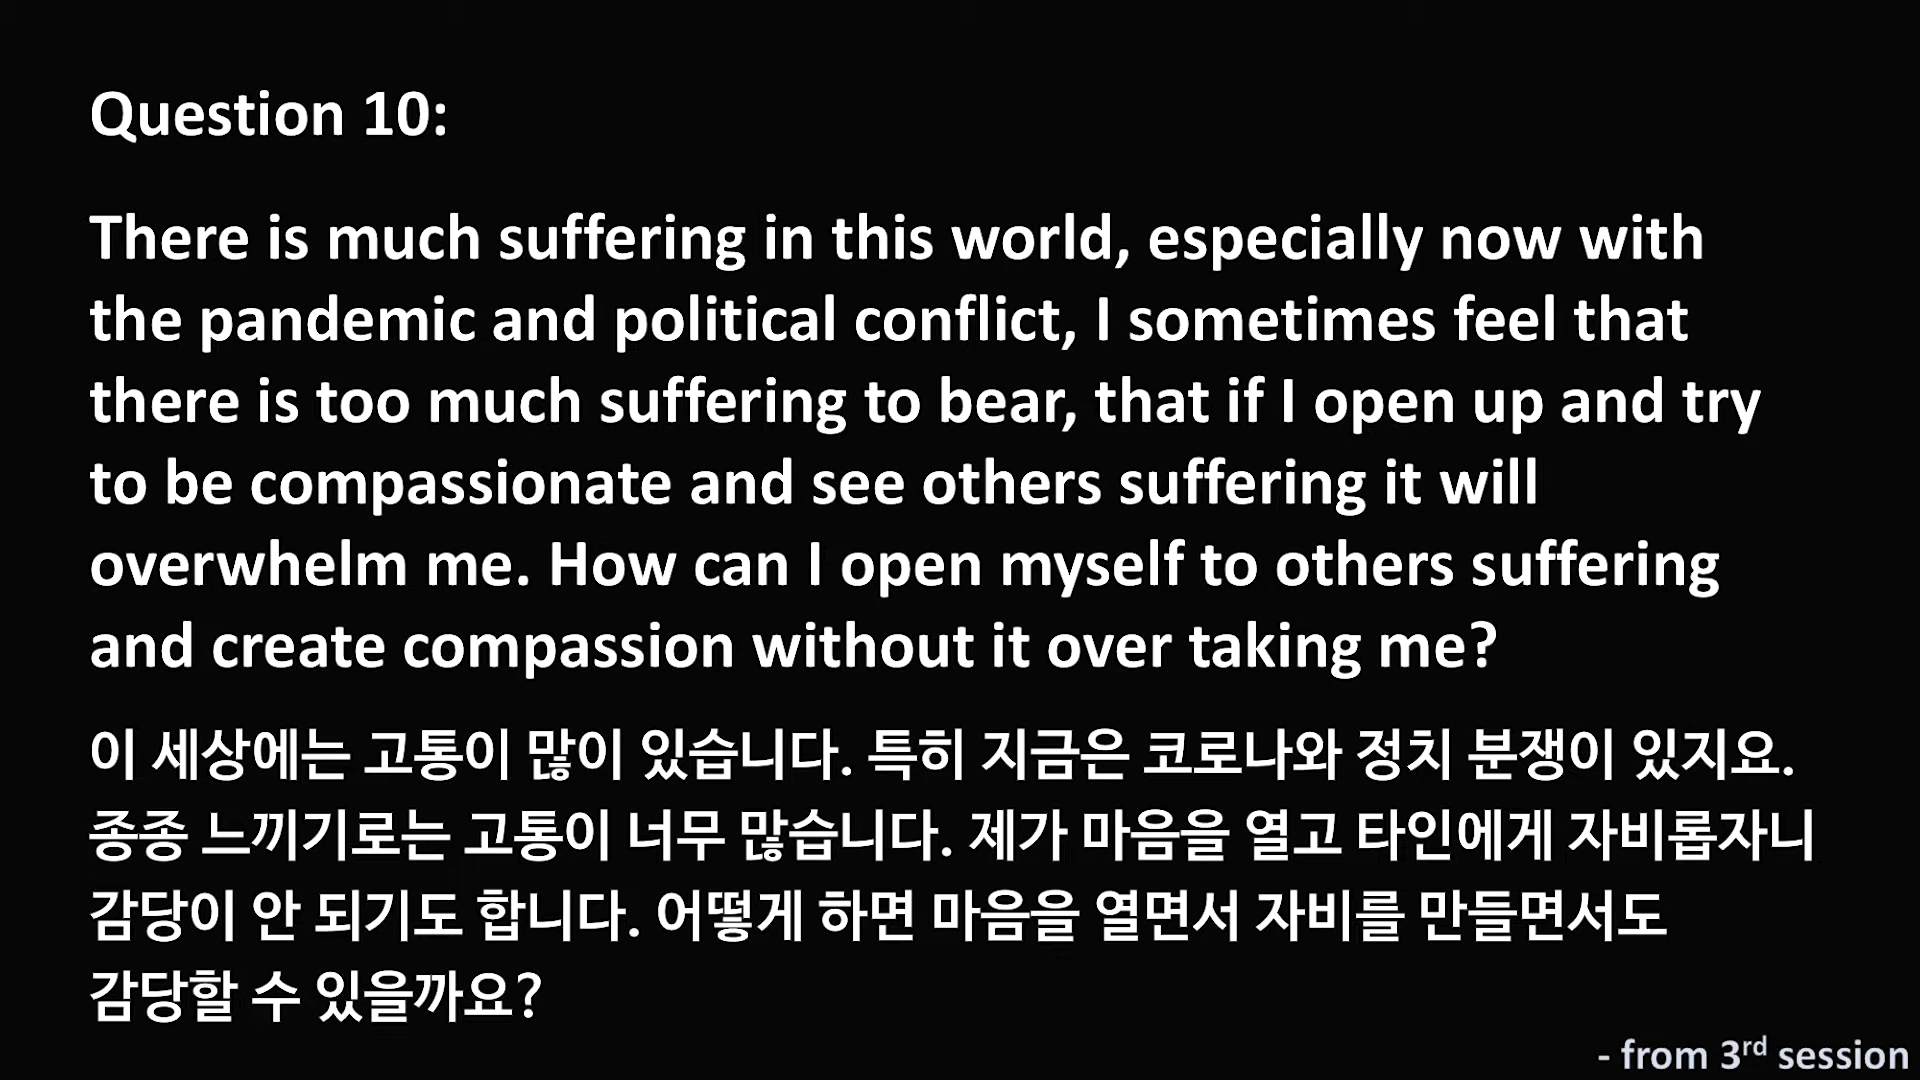 Question 10:
There is much suffering in this world, especially now with
the pandemic and political conflict, I sometimes feel that
there is too much suffering to bear, that if I open up and try
to be compassionate and see others suffering it will
overwhelm me. How can I open myself to others suffering
and create compassion without it over taking me?
이 세상에는 고통이 많이 있습니다. 특히 지금은 코로나와 정치 분쟁이 있지요.
종종 느끼기로는 고통이 너무 많습니다. 제가 마음을 열고 타인에게 자비롭자니
감당이 안 되기도 합니다. 어떻게 하면 마음을 열면서 자비를 만들면서도
감당할 수 있을까요?
- from 3rd session